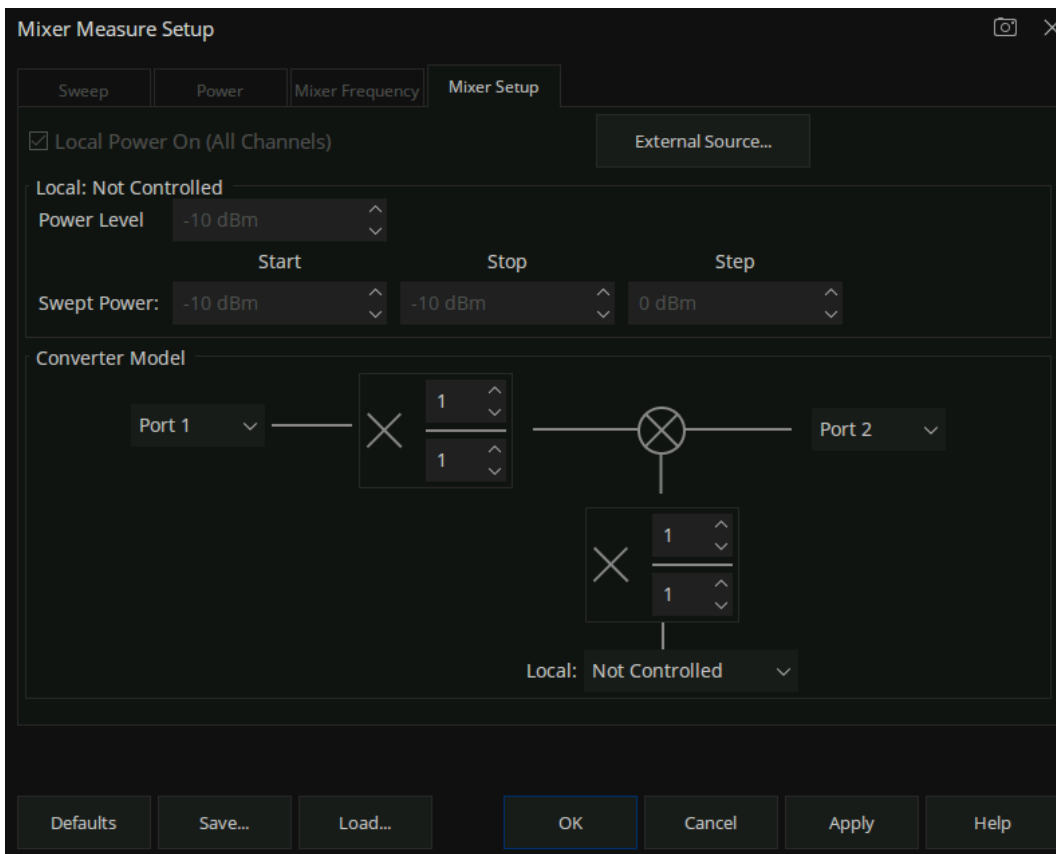 Mixer Measure Setup
Sweep Power Mixer Frequency Mixer Setup
Local Power On (All Channels) External Source...
Local: Not Controlled
Power Level -10 dBm
Start Stop Step
Swept Power: -10 dBm -10 dBm 0 dBm
Converter Model
1
Port 1 Port 2
1
1
1
Local: Not Controlled
Defaults Save... Load... OK Cancel Apply Help